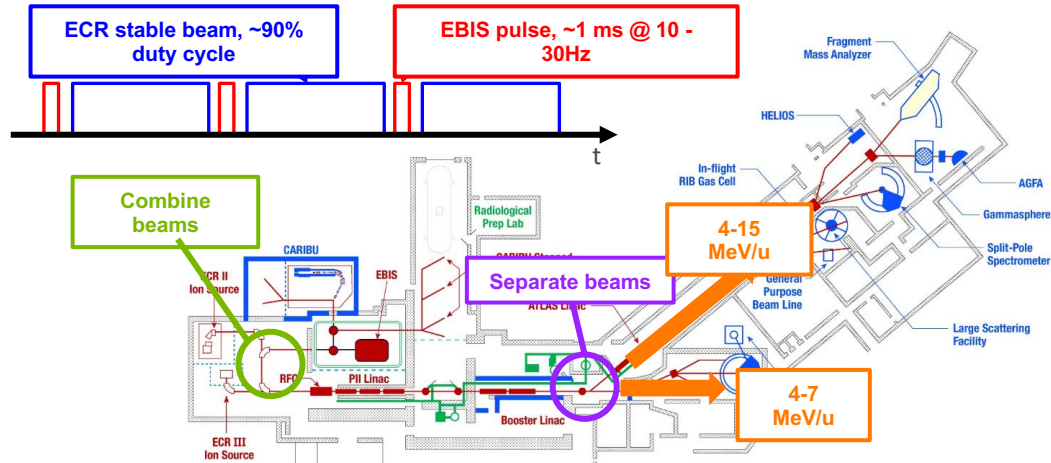 ECR stable beam, ~90%
duty cycle
EBIS pulse, ~1 ms @ 10 -
30Hz
t
Fragment
Mass Analyzer
HELIOS
In-flight
RIB Gas Cell
AGFA
Gammasphere
Split-Pole
Spectrometer
Large Scattering
Facility
General
Purpose
Beam Line
4-15
MeV/u
Combine
beams
Radiological
Prep Lab
CARIBU
ECR II
Ion Source
EBIS
Separate beams
ATLAS Linac
RFQ
PII Linac
Booster Linac
ECR III
Ion Source
4-7
MeV/u